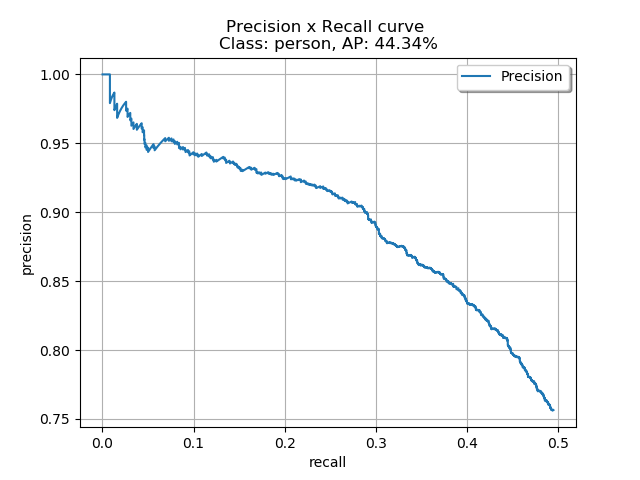 Precision x Recall curve
Class: person, AP: 44.34%
Precision
1.00
0.95
0.90
0.85
0.80
0.75
precision
0.0 0.1 0.2 0.3 0.4 0.5
recall